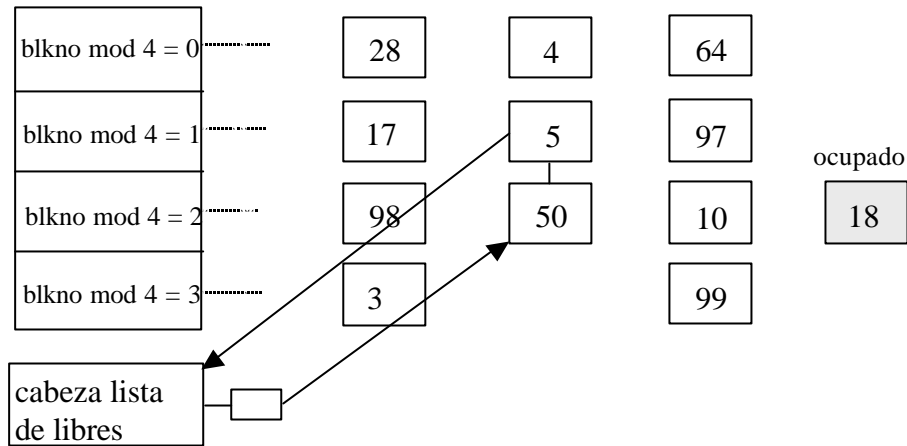 blkno mod 4 = 0
28
4
64
blkno mod 4 = 1
17
5
97
ocupado
blkno mod 4 = 2
98
50
10
18
blkno mod 4 = 3
3
99
cabeza lista
de libres